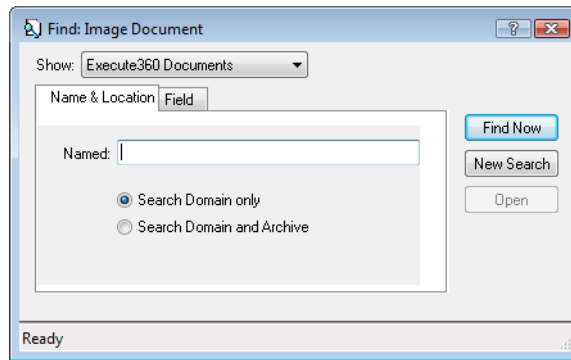 Find: Image Document
?
Show: Execute360 Documents
Name & Location Field
Find Now
Named:
New Search
Search Domain only
Open
Search Domain and Archive
Ready